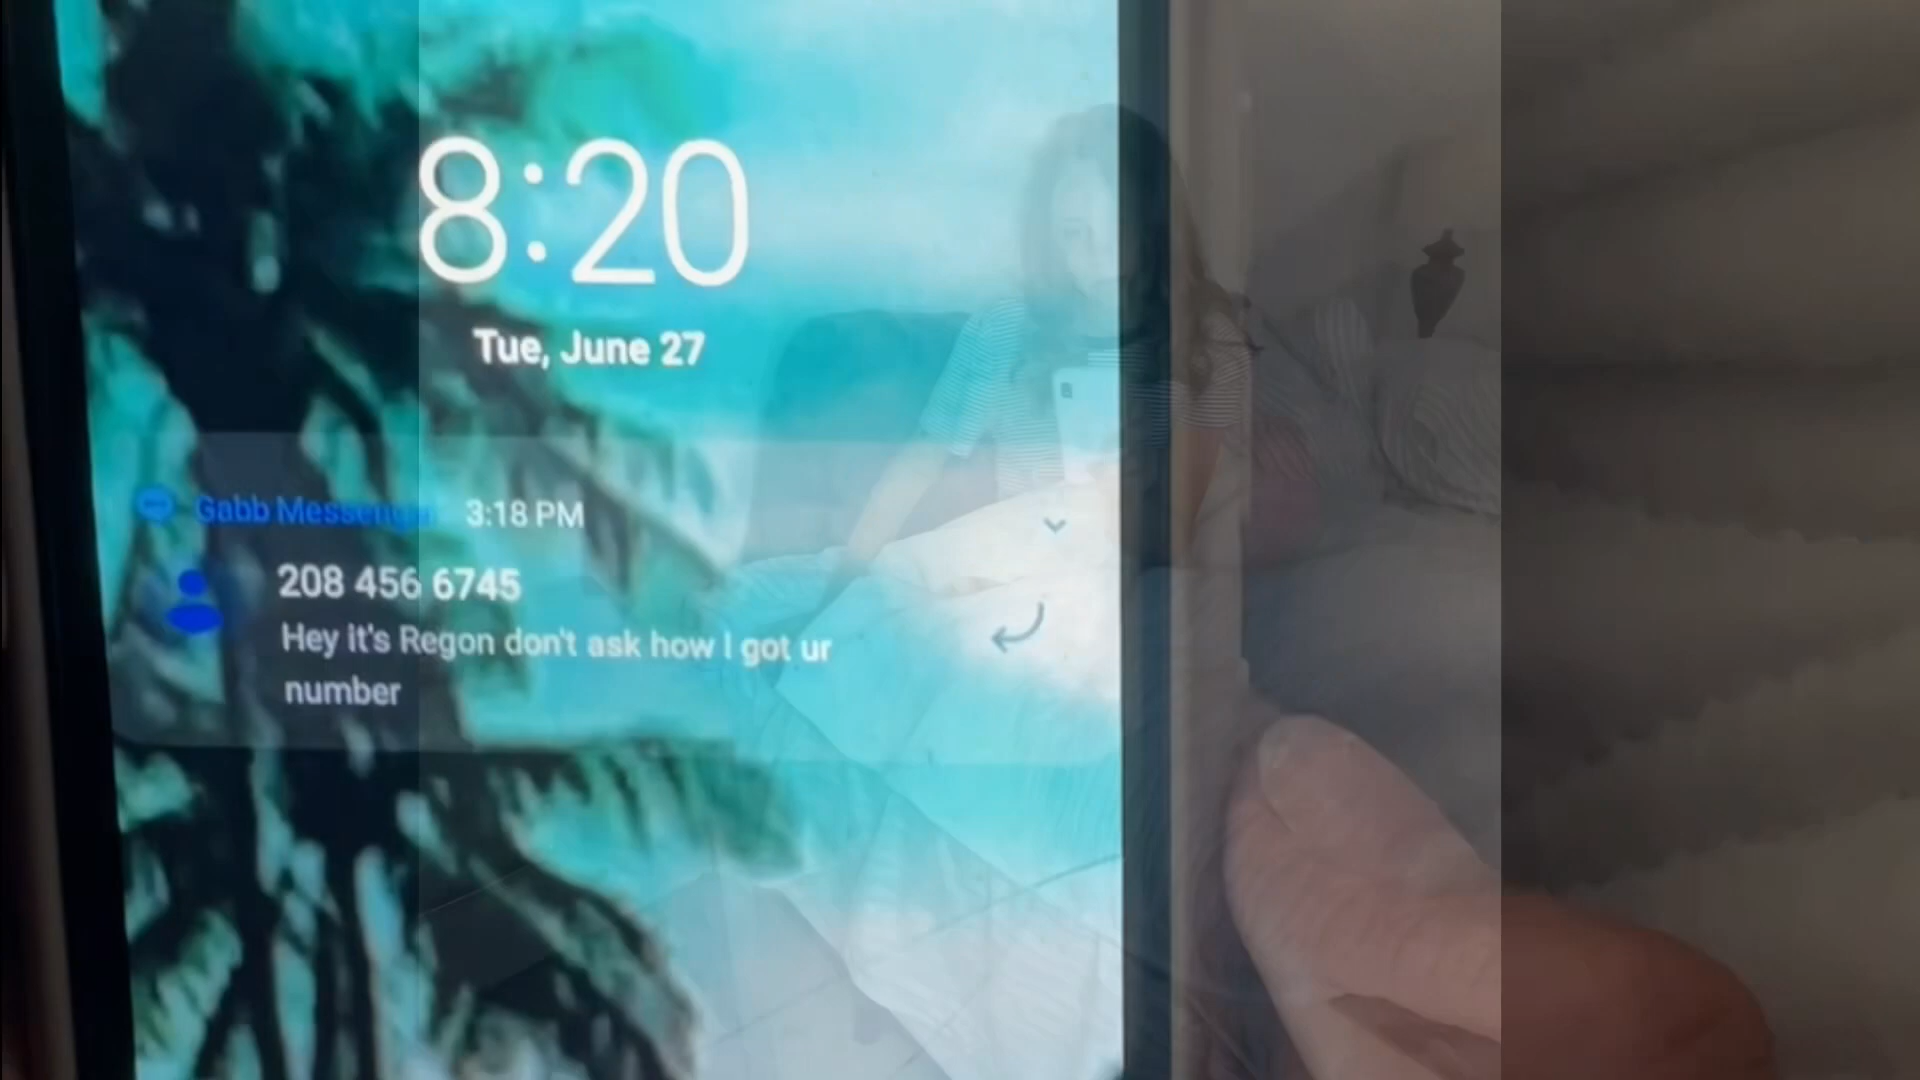 8:20
Tue, June 27
Gabb Messenger 3:18 PM
208 456 6745
Hey it's Regon don't ask how I got ur
number